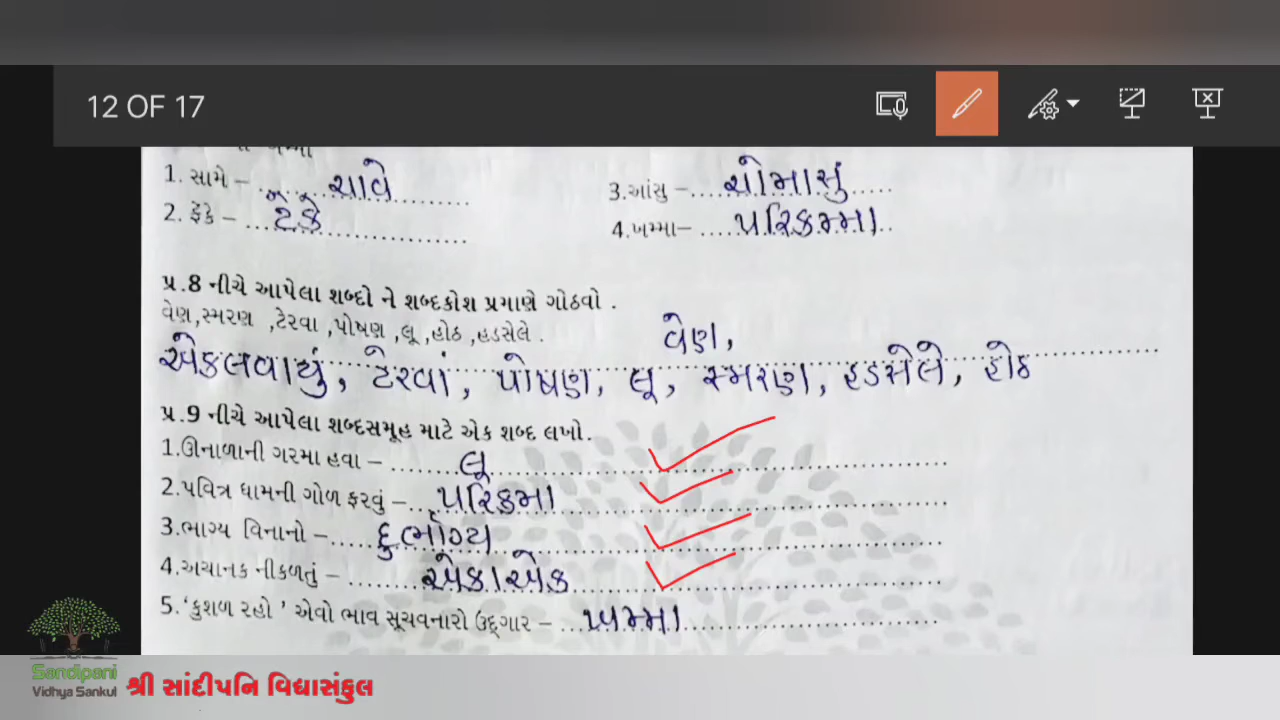 12 OF 17
1. સામે – ચાવે
3.આંસુ – ચોમાસું
2. ફેંકે – ટેકે
4.ખમ્મા– પરિકમ્મા
પ્ર.8 નીચે આપેલા શબ્દો ને શબ્દકોશ પ્રમાણે ગોઠવો .
વેણ,સ્મરણ ,ટેરવા ,પોષણ ,લૂ ,હોઠ ,હડસેલે .
વેણ,
એકલવાયું, ટેરવાં, પોષણ, લૂ, સ્મરણ, હડસેલે, હોઠ
પ્ર.9 નીચે આપેલા શબ્દસમૂહ માટે એક શબ્દ લખો.
1.ઊનાળાની ગરમા હવા – લૂ
2.પવિત્ર ધામની ગોળ ફરવું – પરિકમા
3.ભાગ્ય વિનાનો – દુર્ભાગ્ય
4.અચાનક નીકળતું – એકાએક
5.‘કુશળ રહો ’ એવો ભાવ સૂચવનારો ઉદ્દગાર – ખમ્મા
Sandipani
Vidhya Sankul
શ્રી સાંદીપનિ વિદ્યાસંકુલ